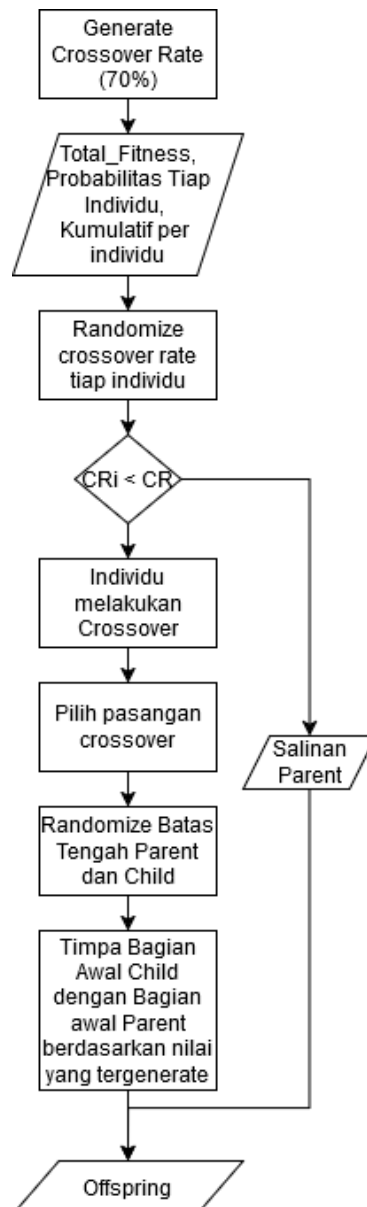 Generate
Crossover Rate
(70%)
Total_Fitness,
Probabilitas Tiap
Individu,
Kumulatif per
individu
Randomize
crossover rate
tiap individu
CRi < CR
Individu
melakukan
Crossover
Pilih pasangan
crossover
Salinan
Parent
Randomize Batas
Tengah Parent
dan Child
Timpa Bagian
Awal Child
dengan Bagian
awal Parent
berdasarkan nilai
yang tergenerate
Offspring